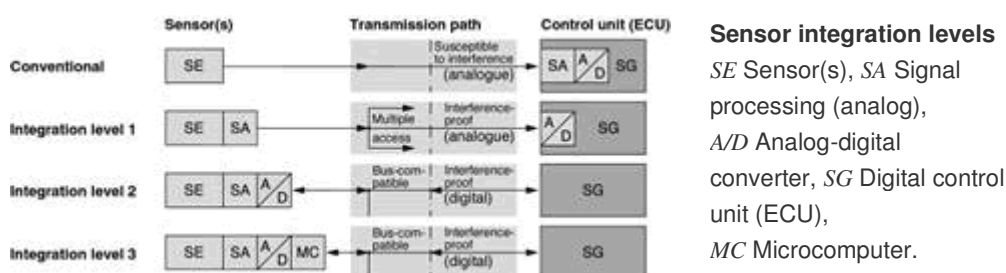 Sensor(s) Transmission path Control unit (ECU)
Conventional
SE
Susceptible
to interference
(analogue)
SA A/D SG
Integration level 1
SE SA
Multiple
access
Interference-
proof
(analogue)
A/D SG
Integration level 2
SE SA A/D
Bus-com-
patible
Interference-
proof
(digital)
SG
Integration level 3
SE SA A/D MC
Bus-com-
patible
Interference-
proof
(digital)
SG
Sensor integration levels
SE Sensor(s), SA Signal
processing (analog),
A/D Analog-digital
converter, SG Digital control
unit (ECU),
MC Microcomputer.